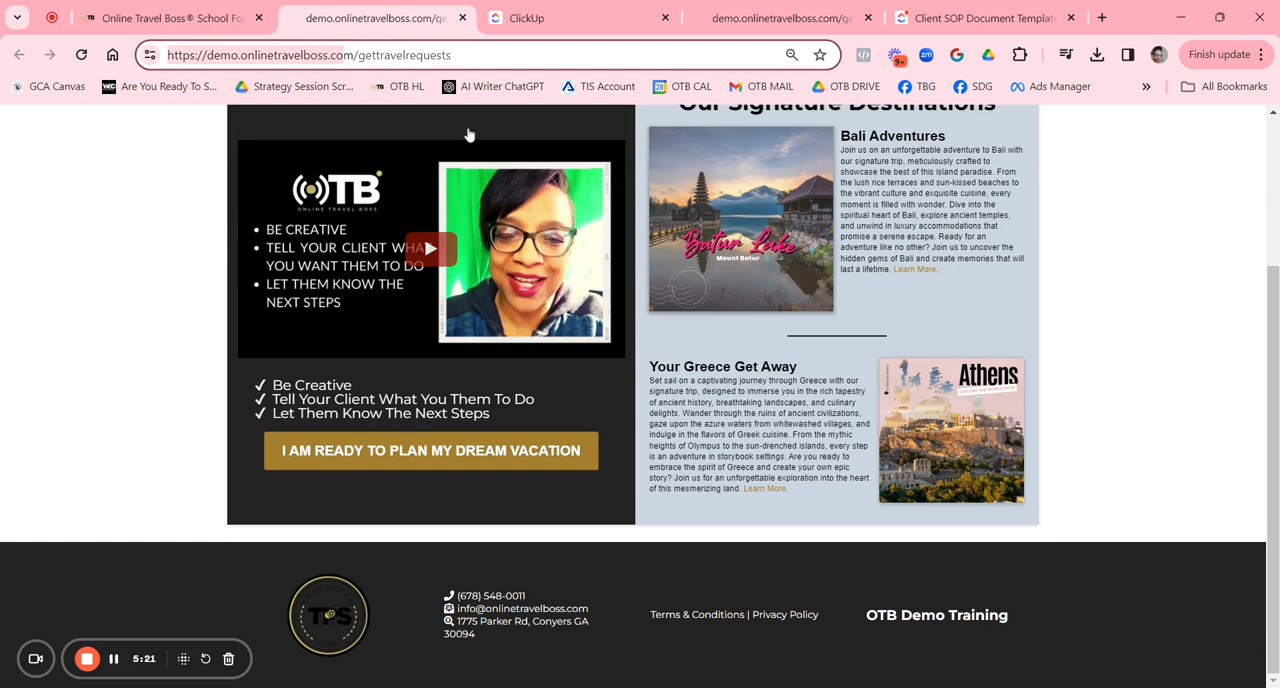 Online Travel Boss® School Fo
demo.onlinetravelboss.com/ge
ClickUp
demo.onlinetravelboss.com/ge
Client SOP Document Templat
https://demo.onlinetravelboss.com/gettravelrequests
9+
zm
Finish update
GCA Canvas
Are You Ready To S...
Strategy Session Scr...
OTB HL
AI Writer ChatGPT
TIS Account
OTB CAL
OTB MAIL
OTB DRIVE
TBG
SDG
Ads Manager
All Bookmarks
OTB
ONLINE TRAVEL BOSS
• BE CREATIVE
• TELL YOUR CLIENT WHA
YOU WANT THEM TO DO
• LET THEM KNOW THE
NEXT STEPS
✓ Be Creative
✓ Tell Your Client What You Them To Do
✓ Let Them Know The Next Steps
I AM READY TO PLAN MY DREAM VACATION
Our Signature Destinations
Batur Lake
Mount Batur
Bali Adventures
Join us on an unforgettable adventure to Bali with
our signature trip, meticulously crafted to
showcase the best of this island paradise. From
the lush rice terraces and sun-kissed beaches to
the vibrant culture and exquisite cuisine, every
moment is filled with wonder. Dive into the
spiritual heart of Bali, explore ancient temples,
and unwind in luxury accommodations that
promise a serene escape. Ready for an
adventure like no other? Join us to uncover the
hidden gems of Bali and create memories that will
last a lifetime. Learn More.
Your Greece Get Away
Set sail on a captivating journey through Greece with our
signature trip, designed to immerse you in the rich tapestry
of ancient history, breathtaking landscapes, and culinary
delights. Wander through the ruins of ancient civilizations,
gaze upon the azure waters from whitewashed villages, and
indulge in the flavors of Greek cuisine. From the mythic
heights of Olympus to the sun-drenched islands, every step
is an adventure in storybook settings. Are you ready to
embrace the spirit of Greece and create your own epic
story? Join us for an unforgettable exploration into the heart
of this mesmerizing land. Learn More.
Athens
TPS
(678) 548-0011
info@onlinetravelboss.com
1775 Parker Rd, Conyers GA
30094
Terms & Conditions | Privacy Policy
OTB Demo Training
5:21